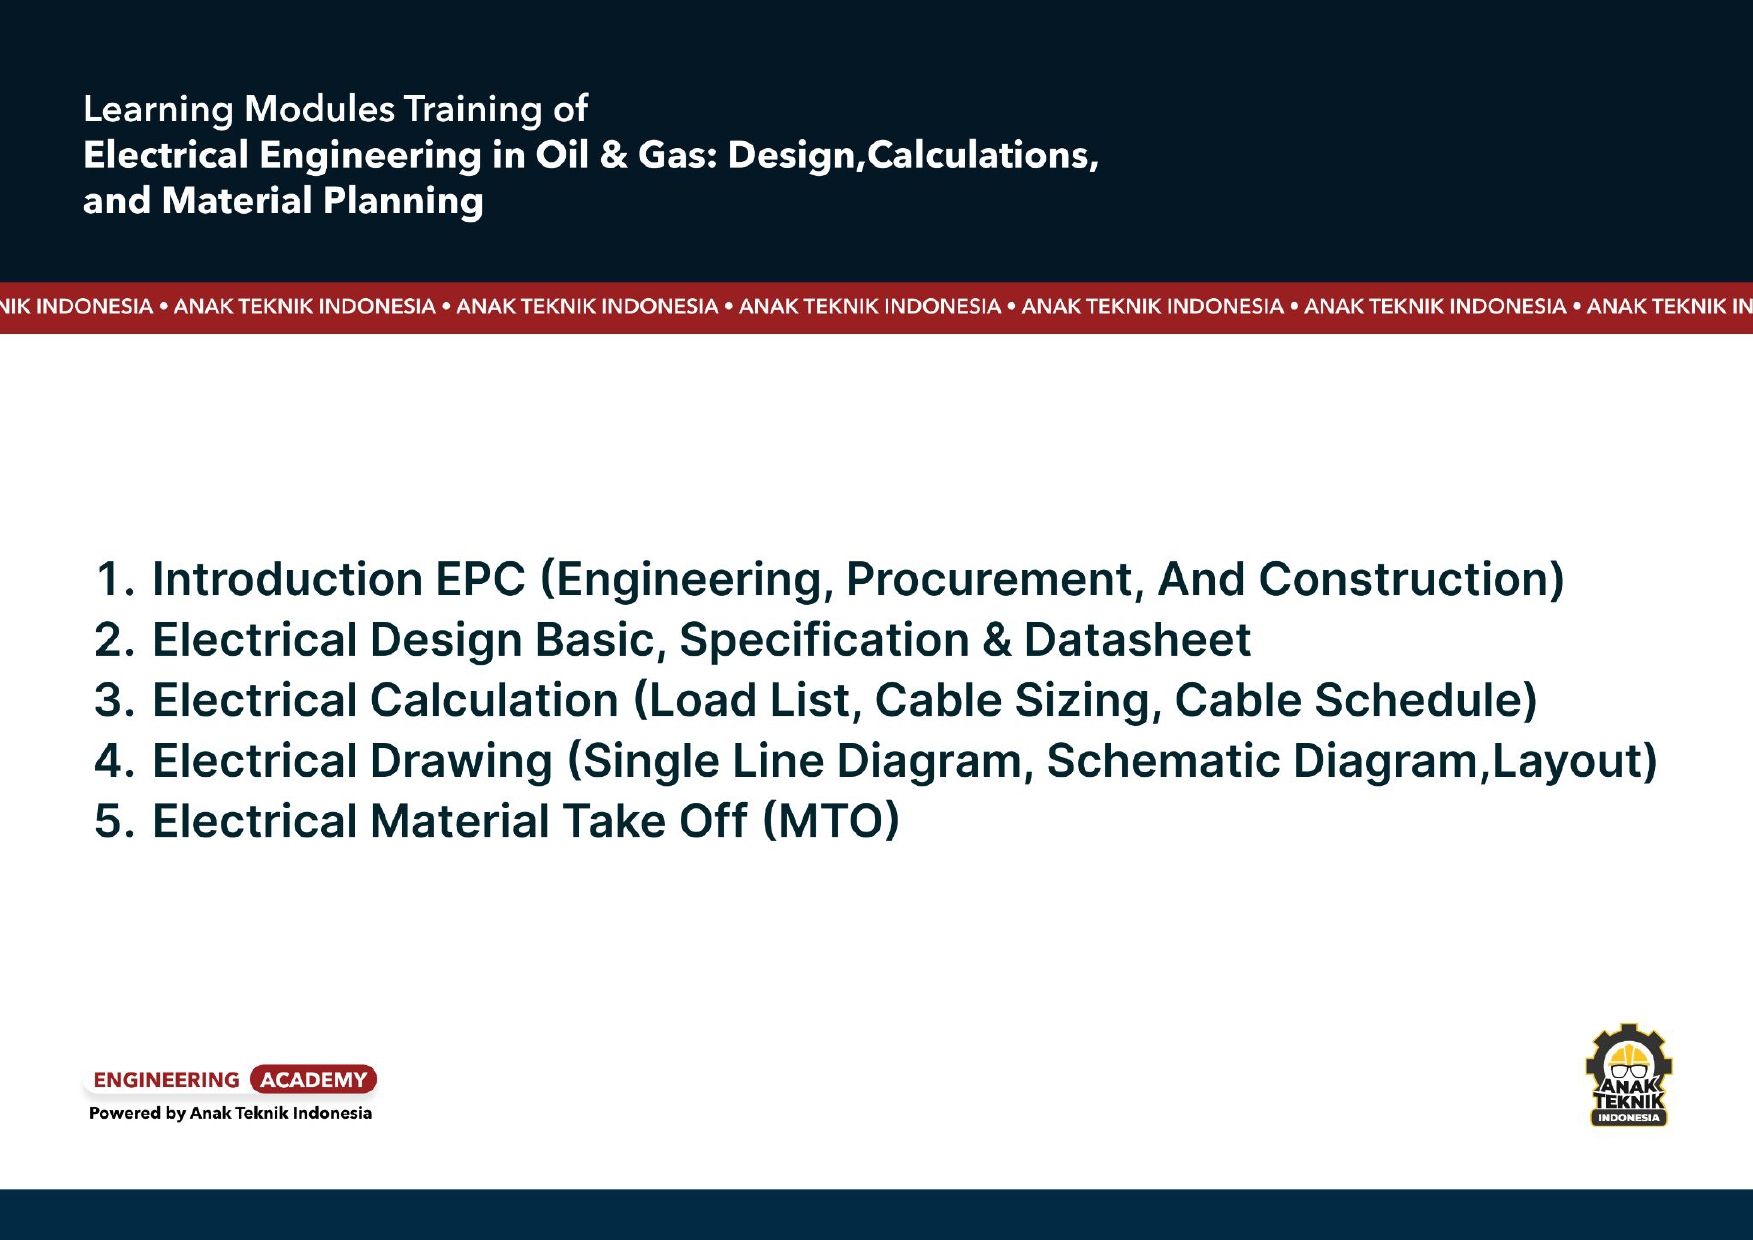 Learning Modules Training of
Electrical Engineering in Oil & Gas: Design,Calculations,
and Material Planning
NIK INDONESIA • ANAK TEKNIK INDONESIA • ANAK TEKNIK INDONESIA • ANAK TEKNIK INDONESIA • ANAK TEKNIK INDONESIA • ANAK TEKNIK INDONESIA • ANAK TEKNIK IN
1. Introduction EPC (Engineering, Procurement, And Construction)
2. Electrical Design Basic, Specification & Datasheet
3. Electrical Calculation (Load List, Cable Sizing, Cable Schedule)
4. Electrical Drawing (Single Line Diagram, Schematic Diagram,Layout)
5. Electrical Material Take Off (MTO)
ENGINEERING ACADEMY
Powered by Anak Teknik Indonesia
ANAK
TEKNIK
INDONESIA